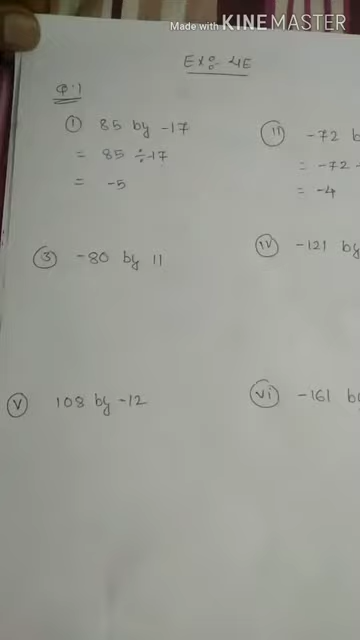 Made with KINEMASTER
Ex:- 4E
Q.1
① 85 by -17
= 85 ÷ -17
= -5
ii -72 b
= -72
= -4
③ -80 by 11
iv -121 by
v 108 by -12
vi -161 by